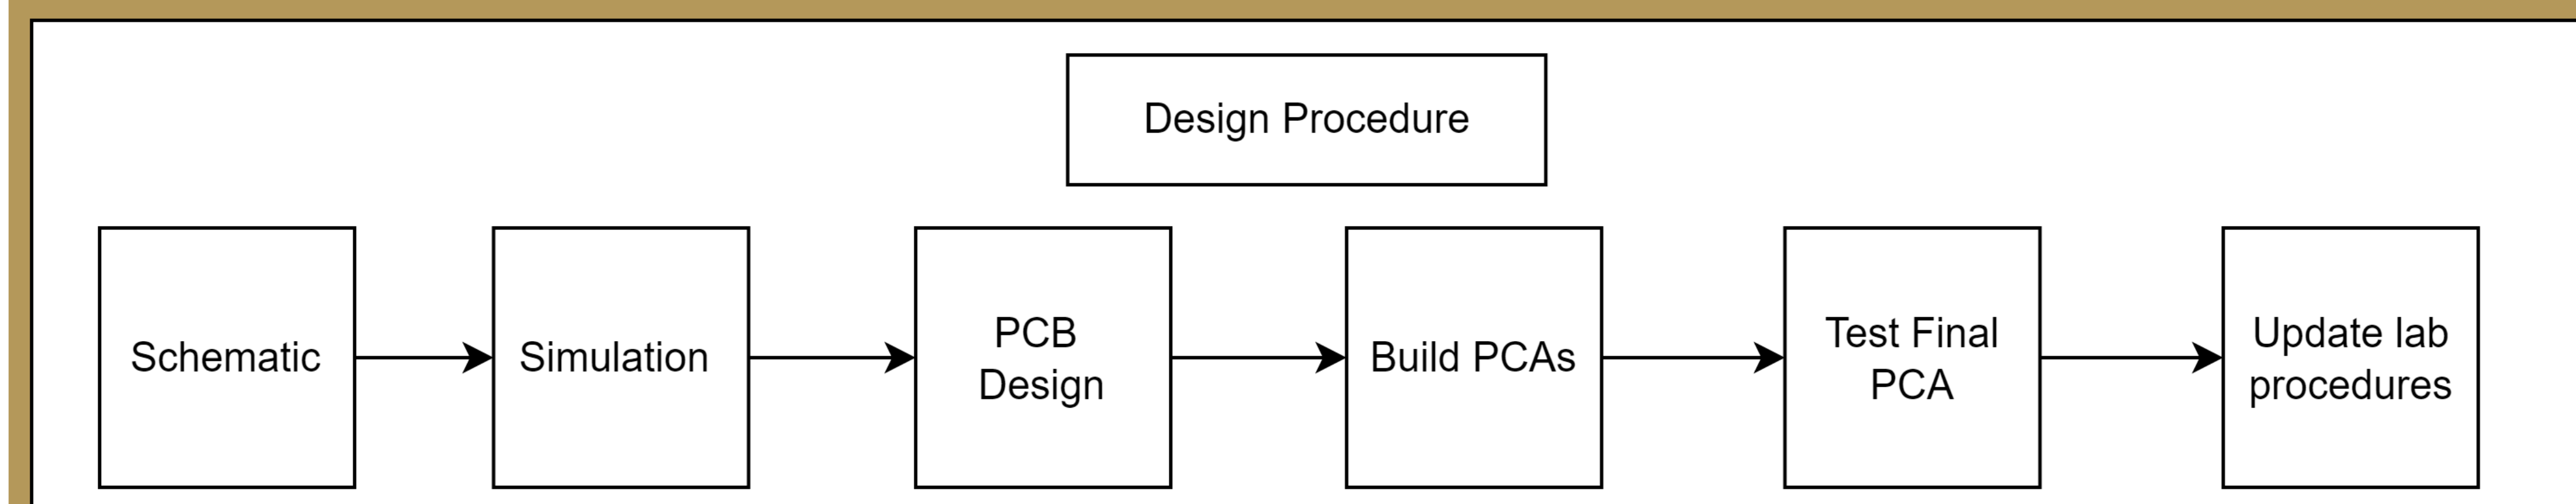 Design Procedure
Schematic
Simulation
PCB
Design
Build PCAs
Test Final
PCA
Update lab
procedures